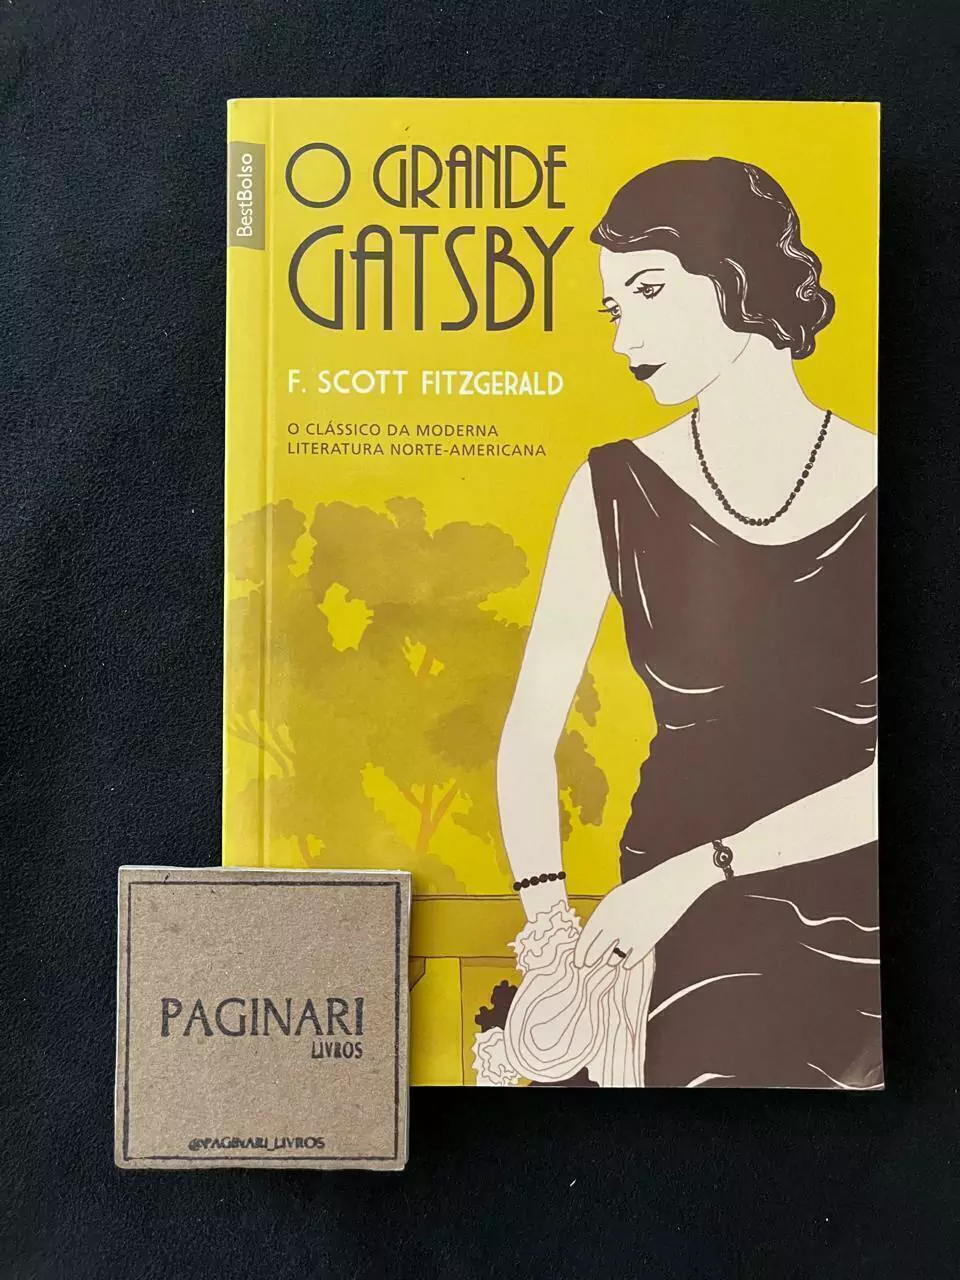 BestBolso
O GRANDE
GATSBY
F. SCOTT FITZGERALD
O CLÁSSICO DA MODERNA
LITERATURA NORTE-AMERICANA
PAGINARI
LIVROS
@PAGINARI_LIVROS